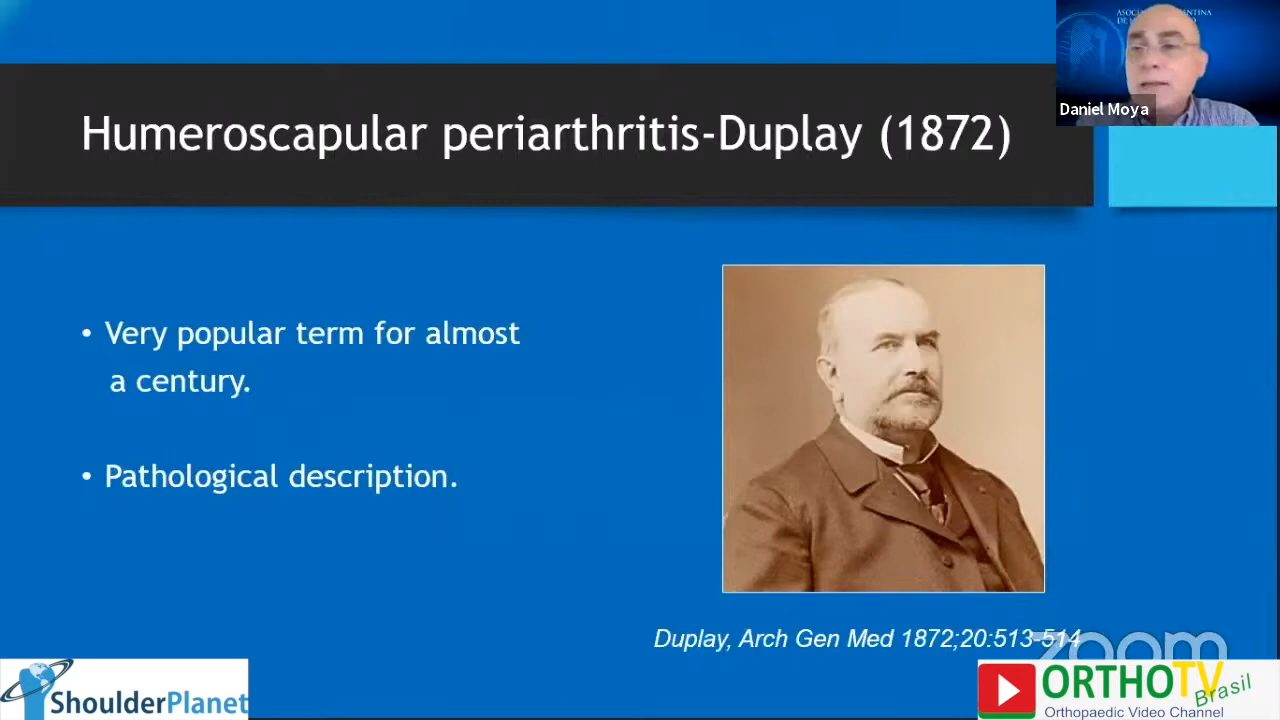 ASOC
Daniel Moya
Humeroscapular periarthritis-Duplay (1872)
• Very popular term for almost
a century.
• Pathological description.
Duplay, Arch Gen Med 1872;20:513-514
zoom
ShoulderPlanet
ORTHOTV
Brasil
Orthopaedic Video Channel